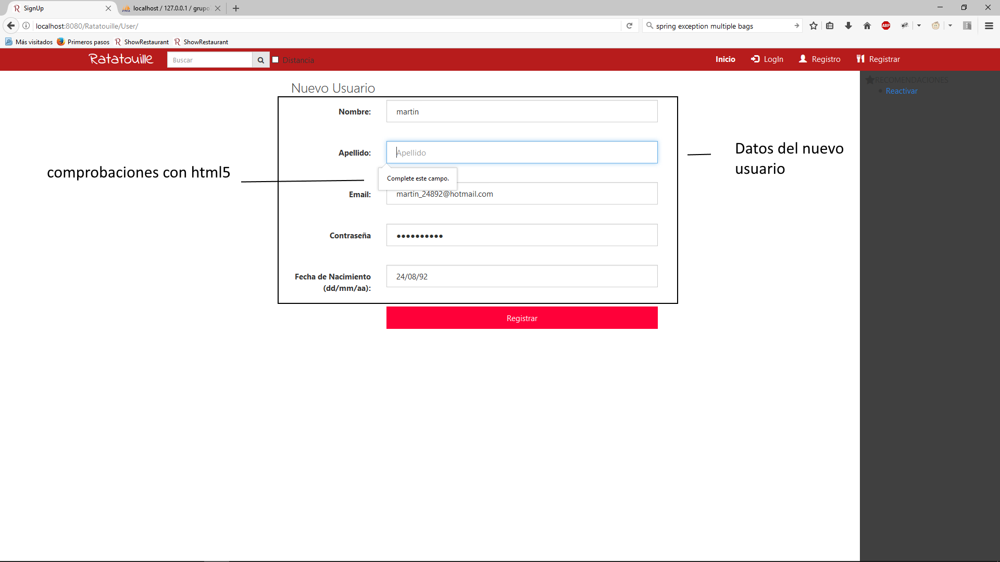 SignUp
localhost / 127.0.0.1 / grupo
localhost:8080/Ratatouille/User/
spring exception multiple bags
ABP
Más visitados
Primeros pasos
R ShowRestaurant
R ShowRestaurant
Ratatouille
Buscar
Distancia
Inicio
LogIn
Registro
Registrar
RECOMENDACIONES
Reactivar
Nuevo Usuario
Nombre:
martin
Apellido:
Apellido
Datos del nuevo
usuario
comprobaciones con html5
Complete este campo.
Email:
martin_24892@hotmail.com
Contraseña
Fecha de Nacimiento
(dd/mm/aa):
24/08/92
Registrar